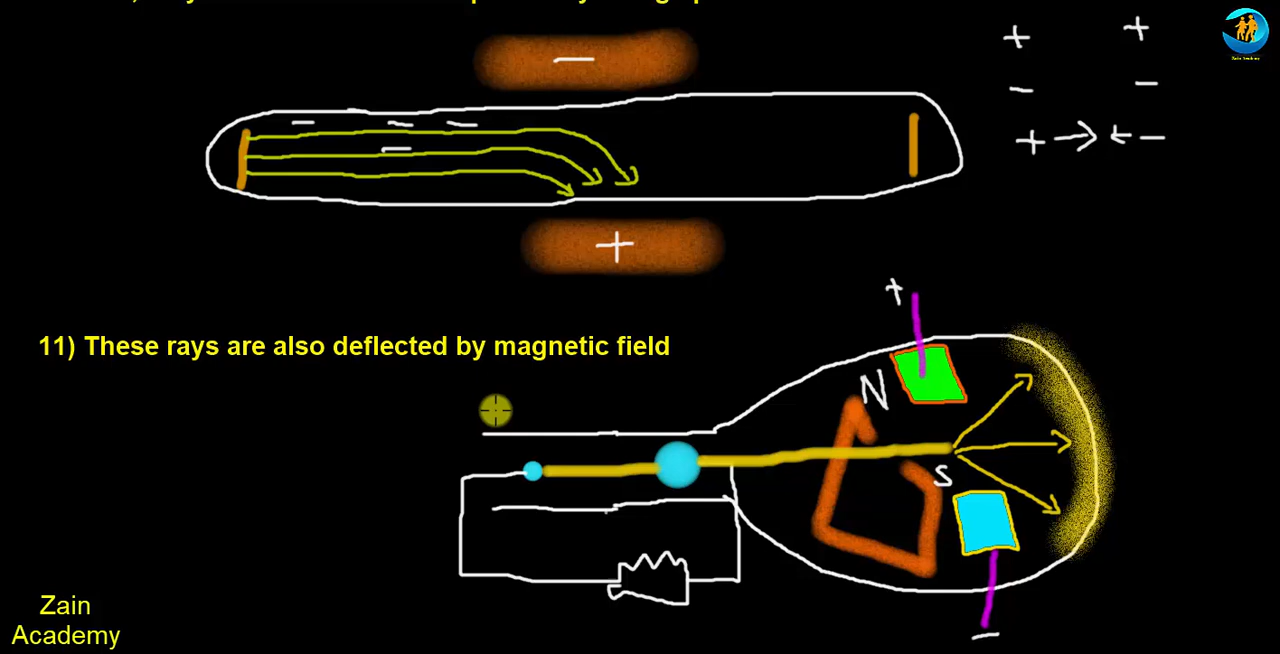 + +
−
− −
− − −
−
+ → ← −
+
+
11) These rays are also deflected by magnetic field
N
S
−
Zain
Academy